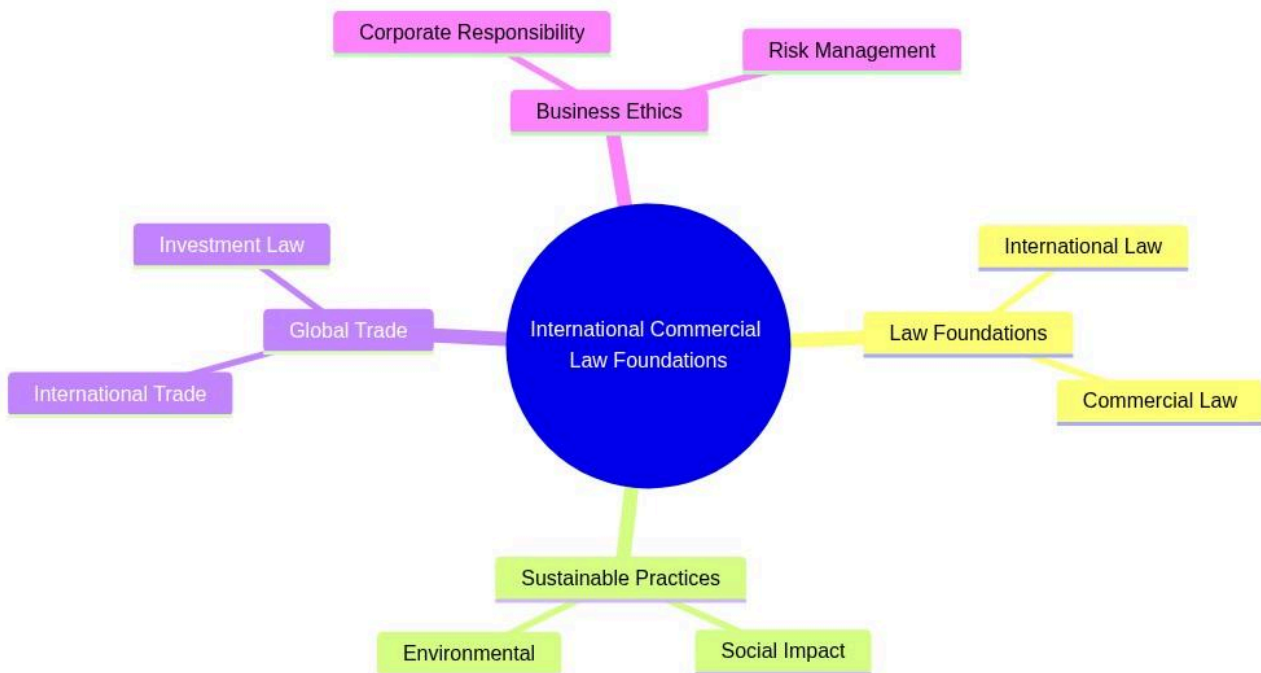 Corporate Responsibility
Risk Management
Business Ethics
Investment Law
International Law
Global Trade
International Commercial
Law Foundations
Law Foundations
International Trade
Commercial Law
Sustainable Practices
Environmental
Social Impact